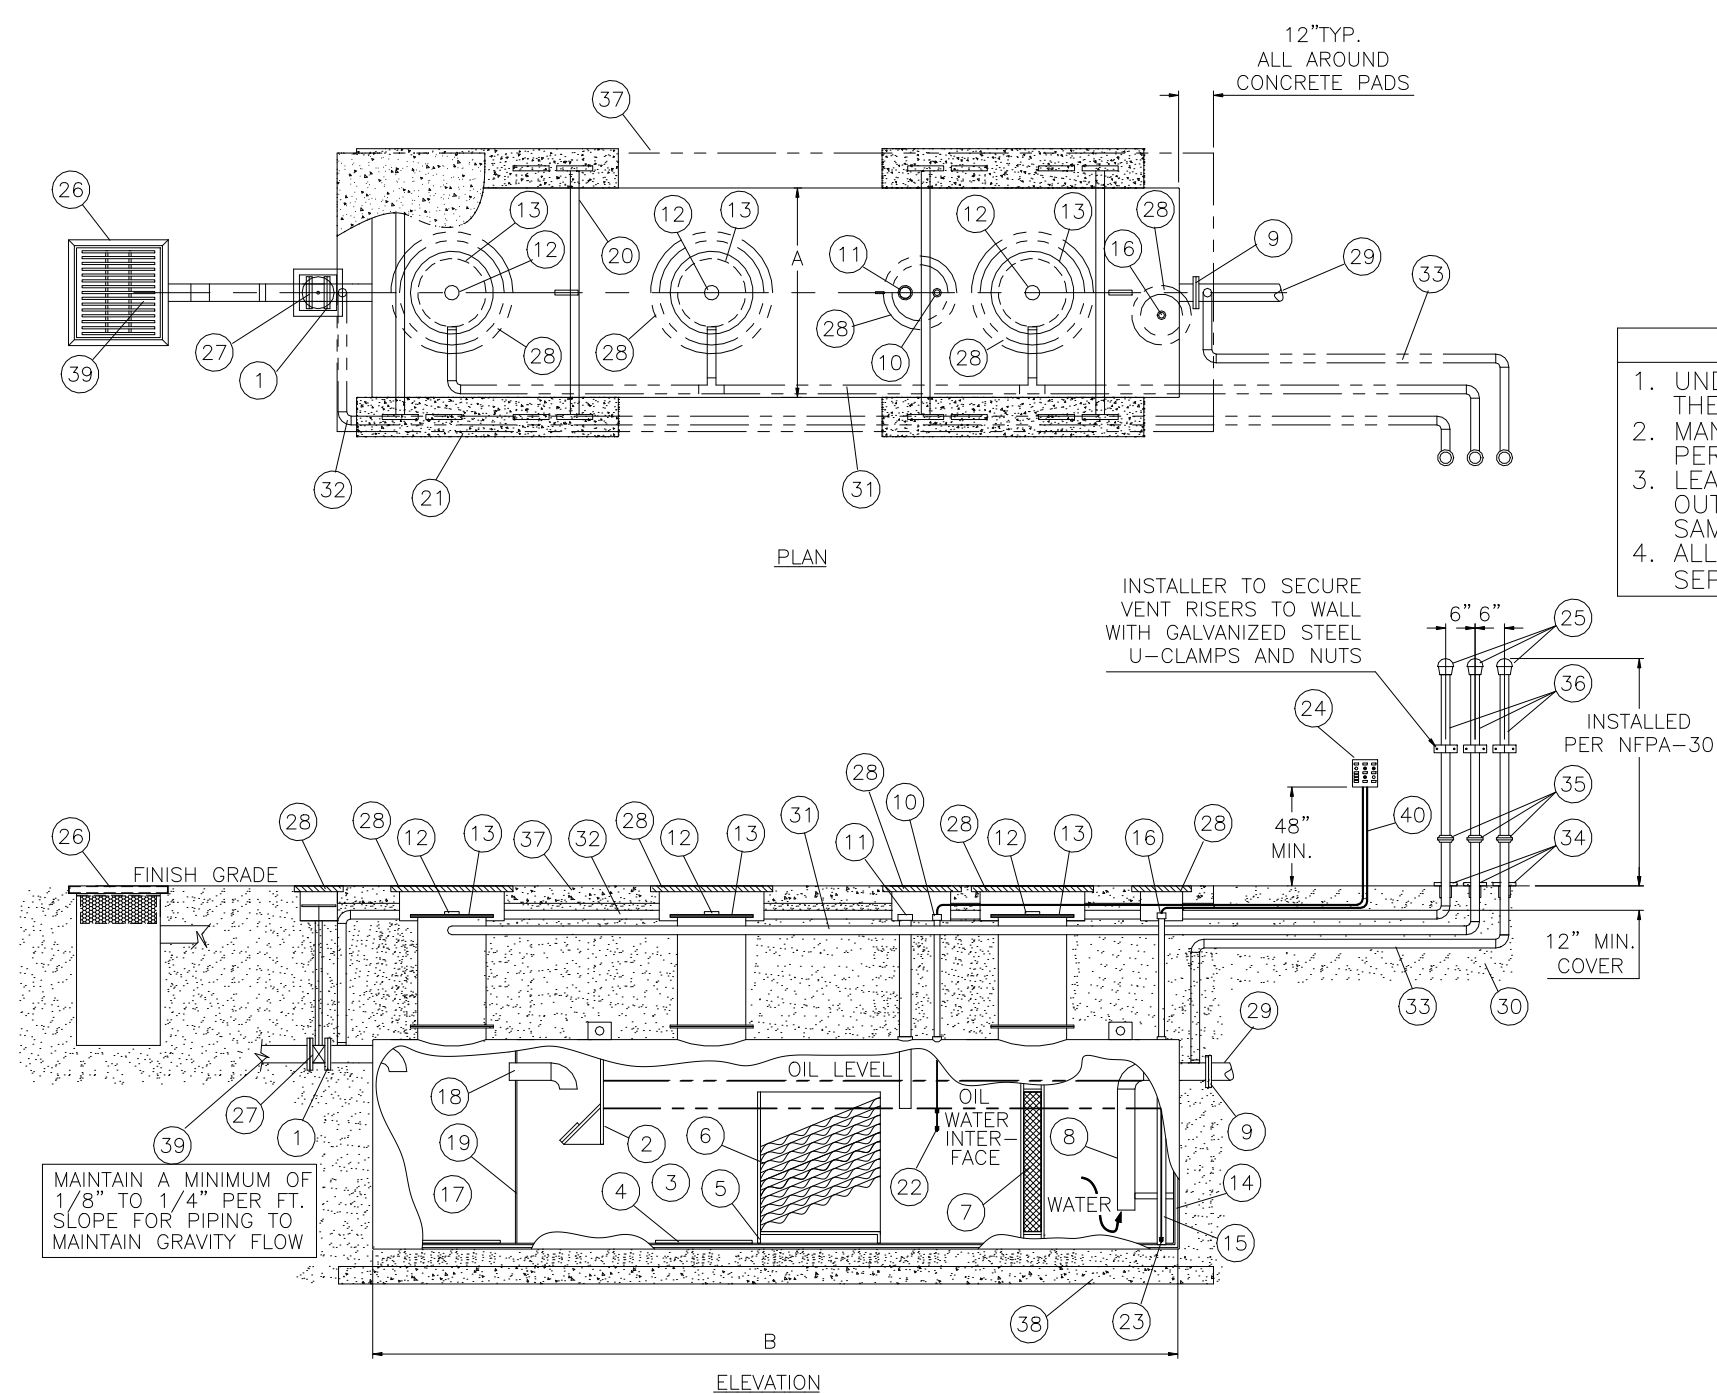 12"TYP.
ALL AROUND
CONCRETE PADS
37
26
13
12
12
13
12
13
28
20
11
A
16
9
29
33
39
27
1
28
28
28
10
28
32
21
31
PLAN
1. UND
THE
2. MAN
PER
3. LEA
OUT
SAM
4. ALL
SEP
INSTALLER TO SECURE
VENT RISERS TO WALL
WITH GALVANIZED STEEL
U-CLAMPS AND NUTS
6" 6"
25
36
24
INSTALLED
PER NFPA-30
35
34
40
48"
MIN.
26
FINISH GRADE
28
28
12
13
37
32
28
12
13
31
28
11
10
28
12
13
16
28
12" MIN.
COVER
33
30
29
OIL LEVEL
OIL
WATER
INTER-
FACE
18
39
27
1
19
2
6
8
9
17
4
3
5
22
7
WATER
14
15
MAINTAIN A MINIMUM OF
1/8" TO 1/4" PER FT.
SLOPE FOR PIPING TO
MAINTAIN GRAVITY FLOW
38
23
B
ELEVATION